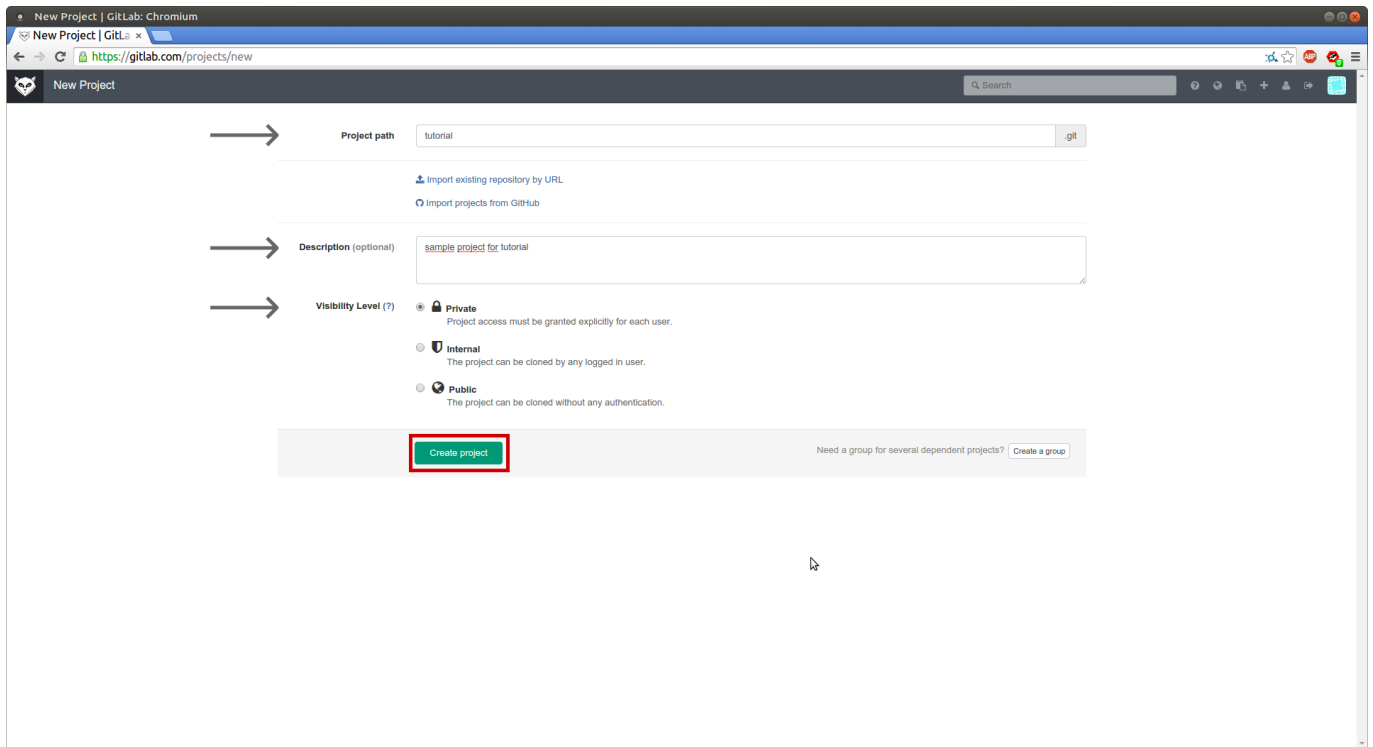 New Project | GitLab: Chromium
New Project | GitLa ×
https://gitlab.com/projects/new
ABP
New Project
Search
Project path
tutorial
.git
Import existing repository by URL
Import projects from GitHub
Description (optional)
sample project for tutorial
Visibility Level (?)
Private
Project access must be granted explicitly for each user.
Internal
The project can be cloned by any logged in user.
Public
The project can be cloned without any authentication.
Create project
Need a group for several dependent projects?
Create a group